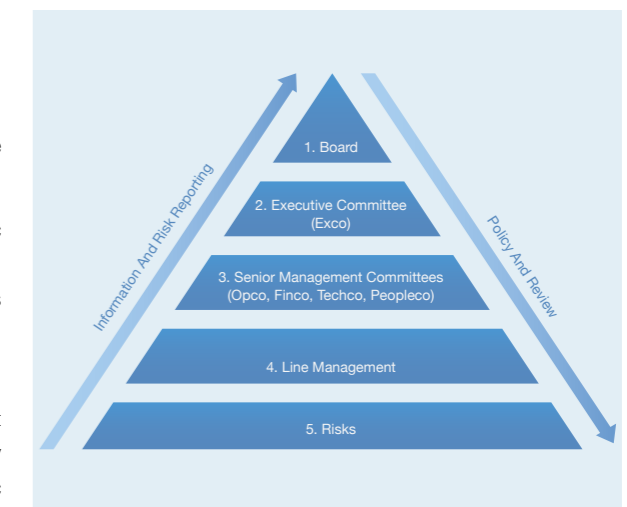 1. Board
2. Executive Committee
(Exco)
3. Senior Management Committees
(Opco, Finco, Techco, Peopleco)
4. Line Management
5. Risks
Information And Risk Reporting
Policy And Review